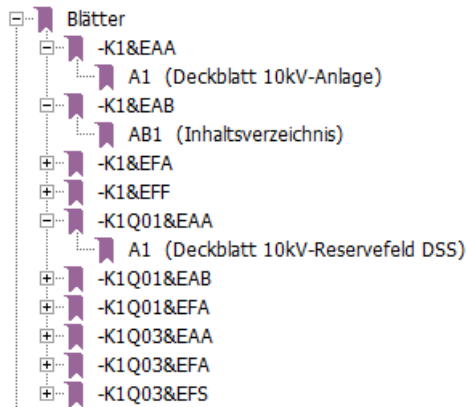 Blätter
-K1&EAA
A1 (Deckblatt 10kV-Anlage)
-K1&EAB
AB1 (Inhaltsverzeichnis)
-K1&EFA
-K1&EFF
-K1Q01&EAA
A1 (Deckblatt 10kV-Reservefeld DSS)
-K1Q01&EAB
-K1Q01&EFA
-K1Q03&EAA
-K1Q03&EFA
-K1Q03&EFS